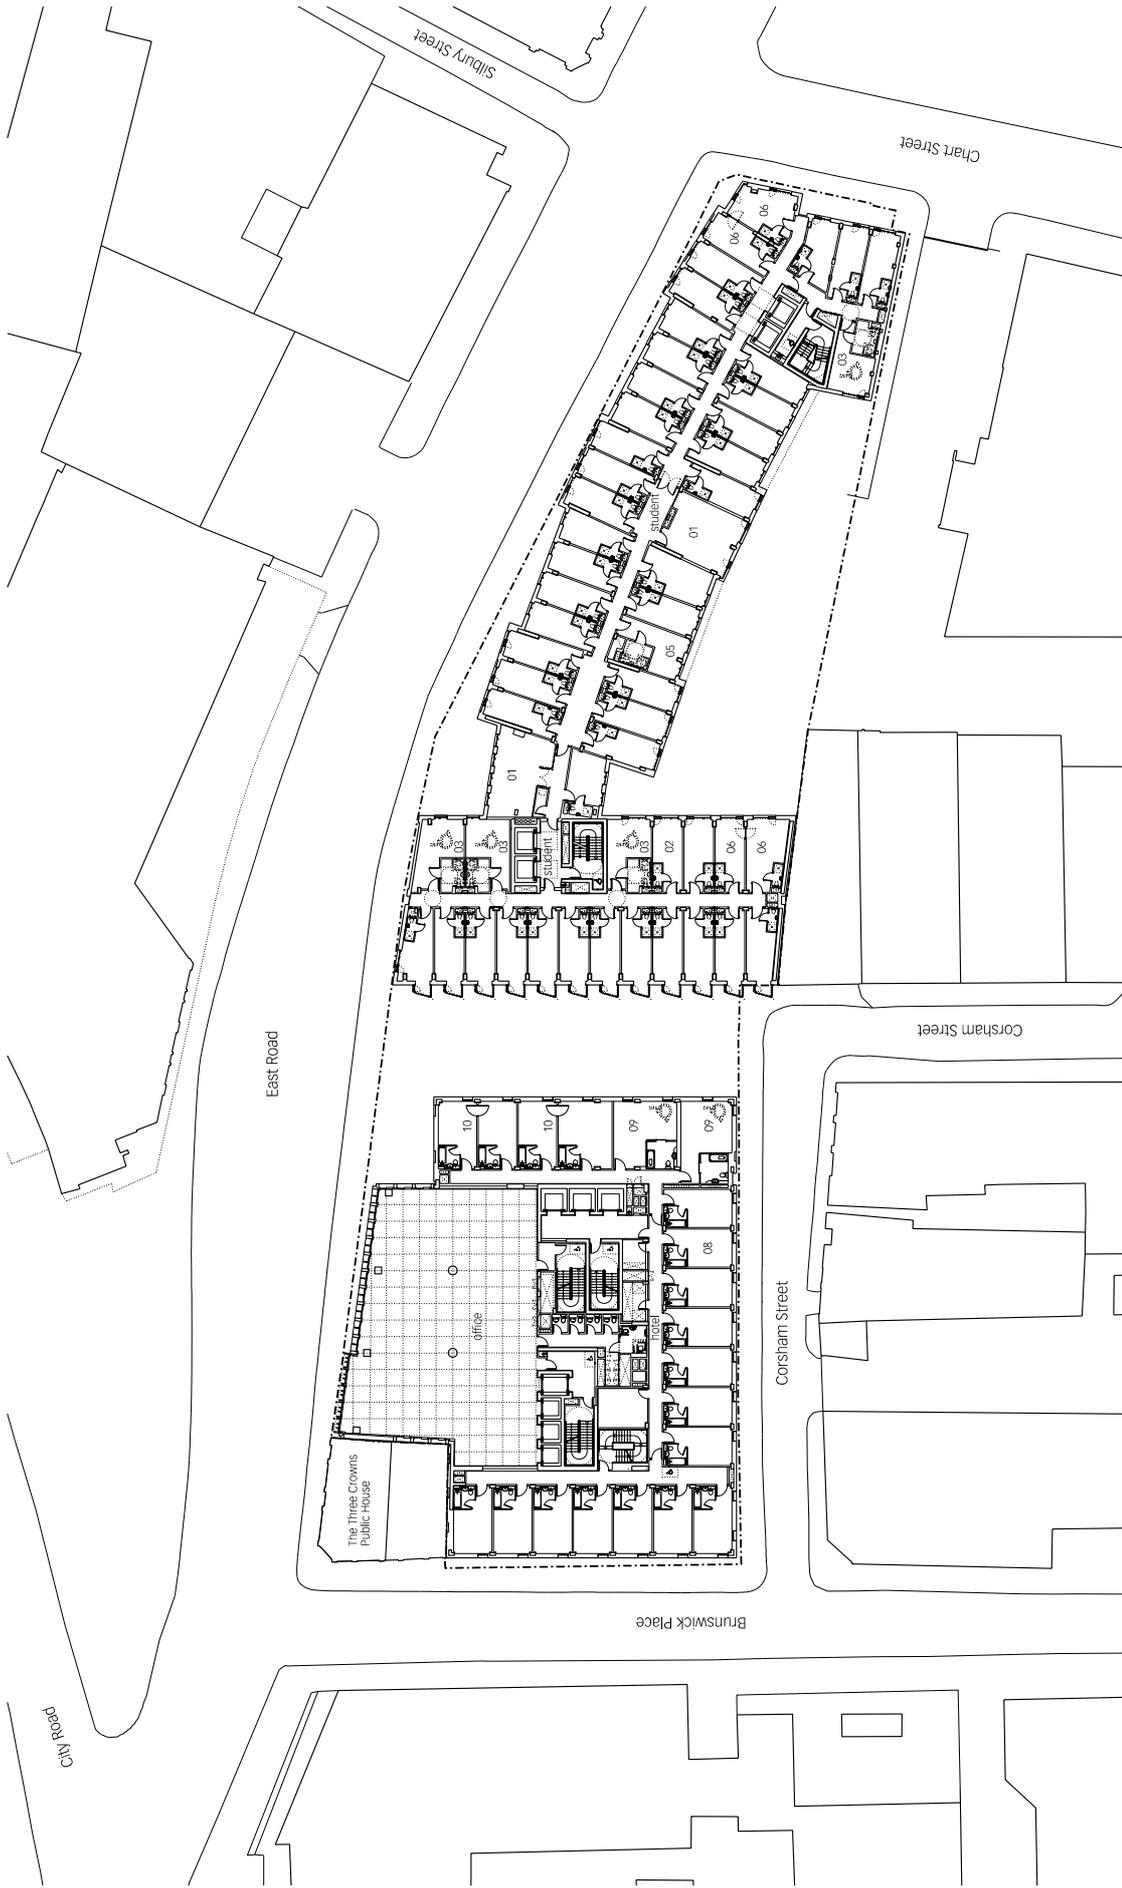 Silbury Street
Chart Street
06
06
03
student
01
05
01
03
03
student
03
02
06
06
East Road
Corsham Street
10
10
09
09
08
office
hotel
Corsham Street
The Three Crowns
Public House
Brunswick Place
City Road